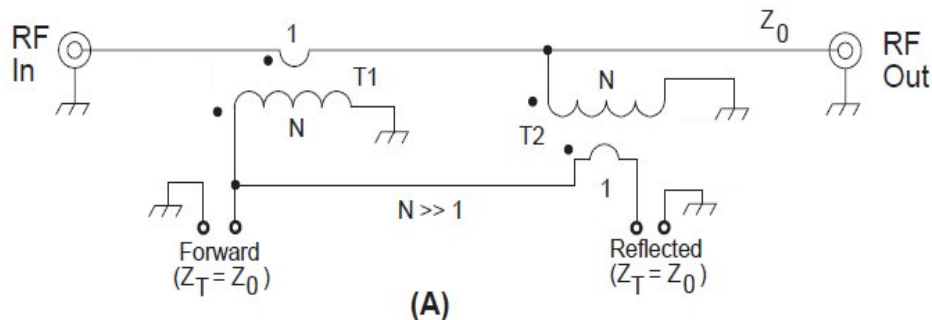 RF In
1
Z0
RF Out
T1
N
N
T2
N >> 1
1
Forward
(ZT = Z0)
Reflected
(ZT = Z0)
(A)